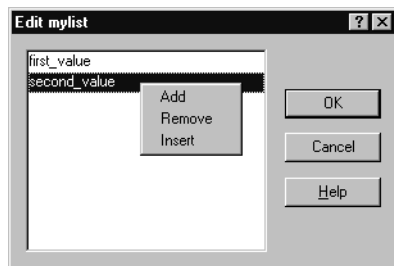 Edit mylist
first_value
second_value
Add
Remove
Insert
OK
Cancel
Help